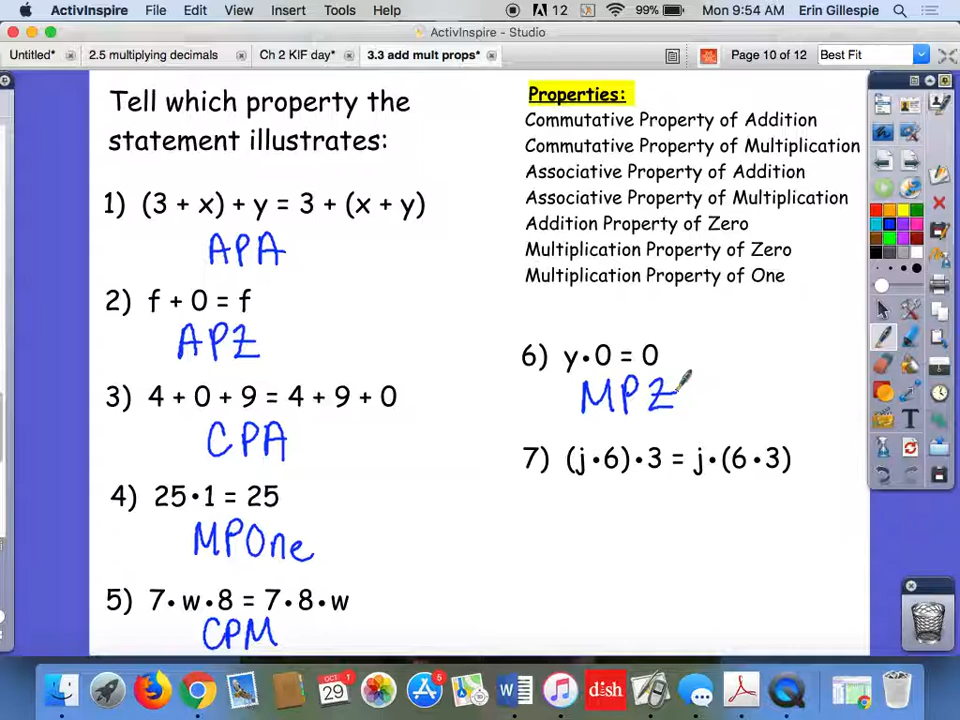 ActivInspire File Edit View Insert Tools Help 12 99% Mon 9:54 AM Erin Gillespie
ActivInspire - Studio
Untitled* 2.5 multiplying decimals Ch 2 KIF day* 3.3 add mult props* Page 10 of 12 Best Fit
Tell which property the
statement illustrates:
1) (3 + x) + y = 3 + (x + y)
APA
2) f + 0 = f
APZ
3) 4 + 0 + 9 = 4 + 9 + 0
CPA
4) 25•1 = 25
MPOne
5) 7•w•8 = 7•8•w
CPM
Properties:
Commutative Property of Addition
Commutative Property of Multiplication
Associative Property of Addition
Associative Property of Multiplication
Addition Property of Zero
Multiplication Property of Zero
Multiplication Property of One
6) y•0 = 0
MPZ
7) (j•6)•3 = j•(6•3)
T
OCT
29
5
W
dish